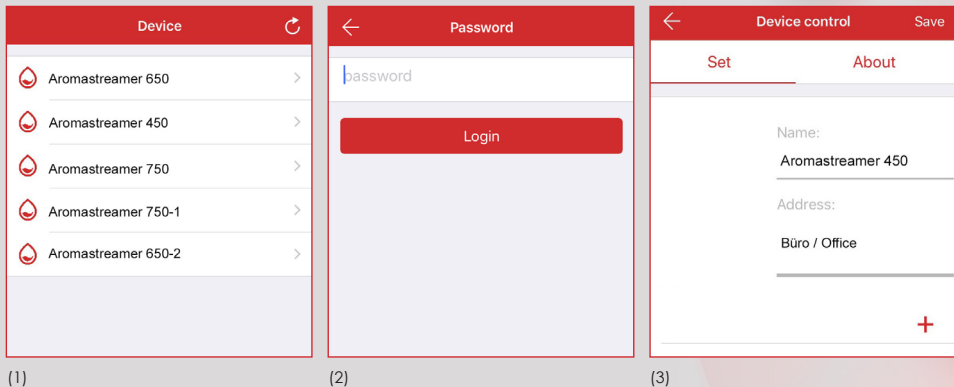 Device
Aromastreamer 650
Aromastreamer 450
Aromastreamer 750
Aromastreamer 750-1
Aromastreamer 650-2
(1)
Password
password
Login
(2)
Device control Save
Set About
Name:
Aromastreamer 450
Address:
Büro / Office
+
(3)